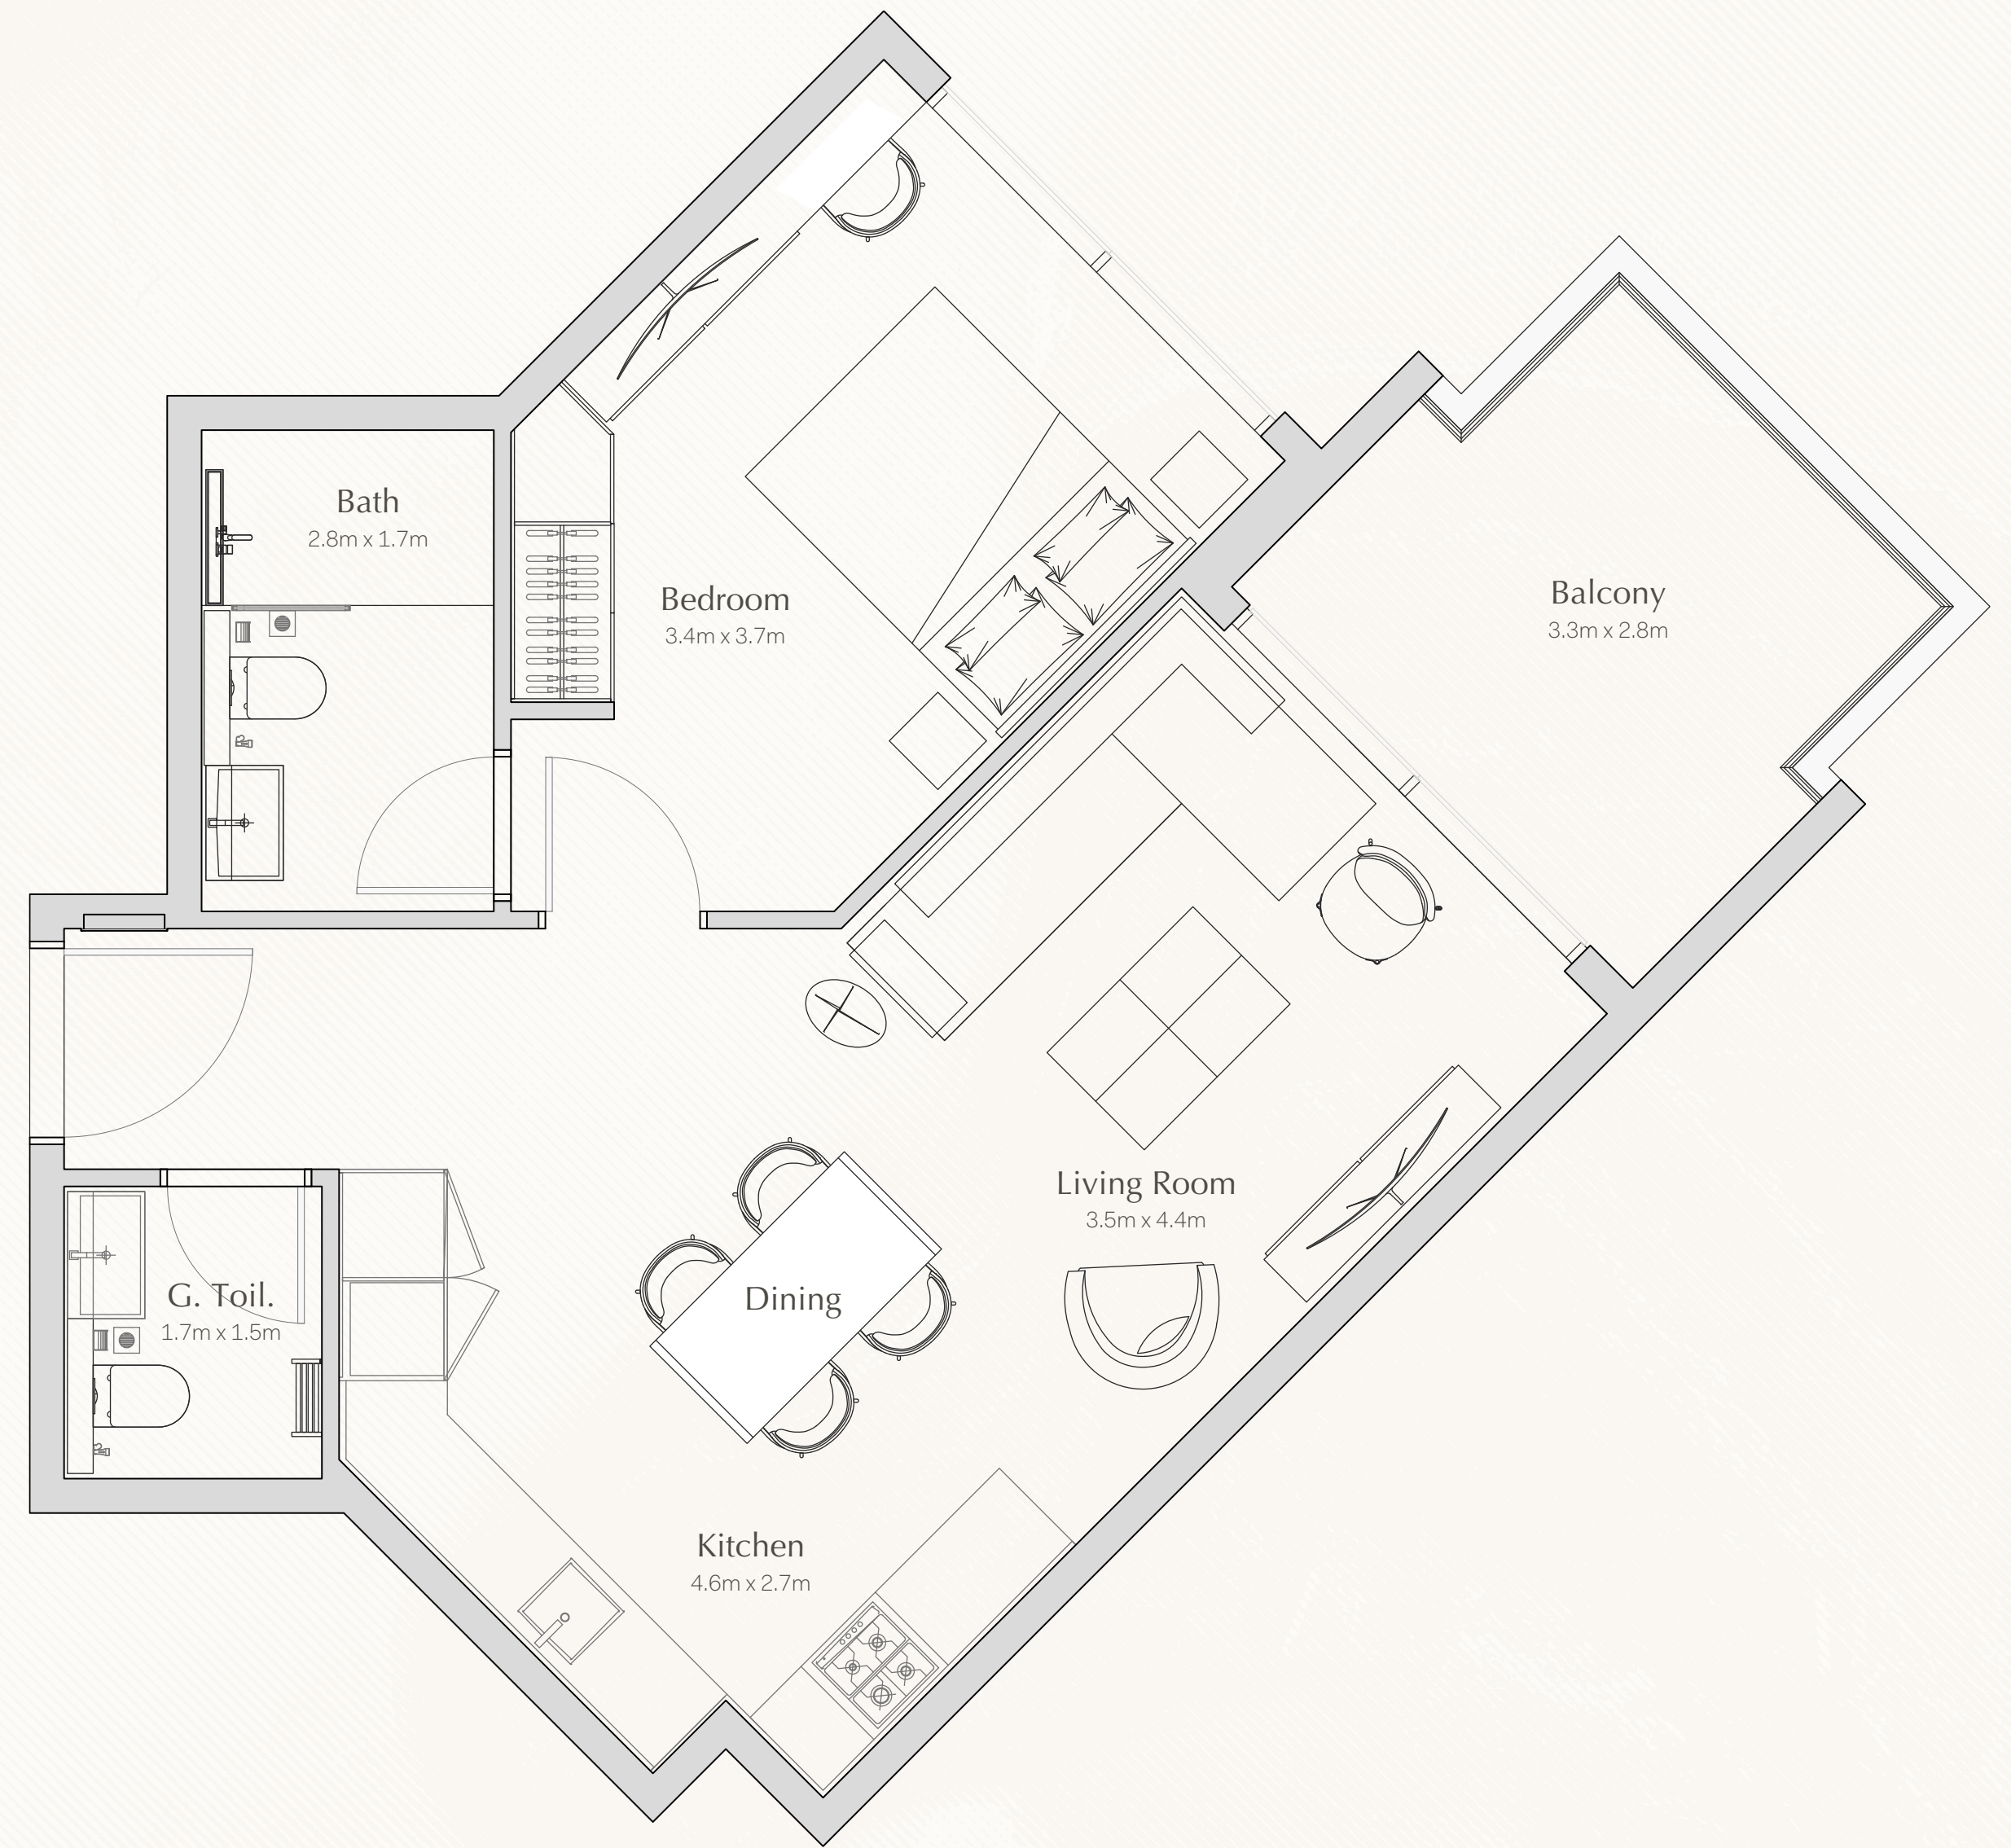 Bath
2.8m x 1.7m
Bedroom
3.4m x 3.7m
Balcony
3.3m x 2.8m
Living Room
3.5m x 4.4m
G. Toil.
1.7m x 1.5m
Dining
Kitchen
4.6m x 2.7m